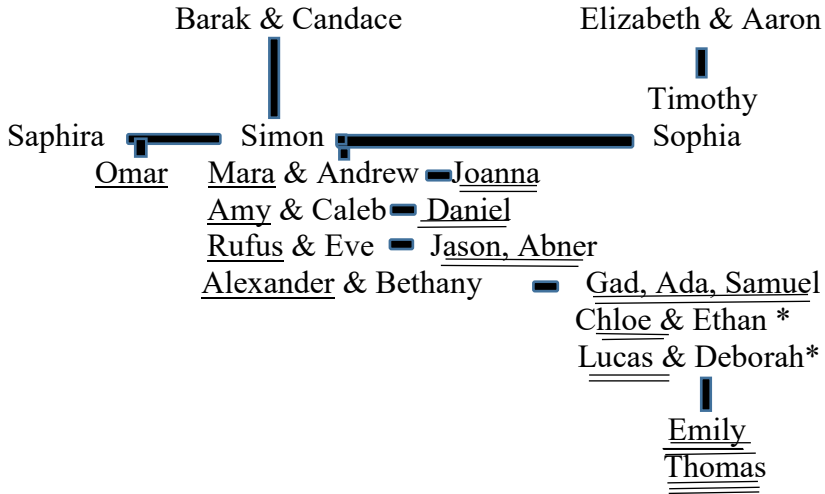 Barak & Candace Elizabeth & Aaron
Timothy
Saphira Simon Sophia
Omar Mara & Andrew Joanna
Amy & Caleb Daniel
Rufus & Eve Jason, Abner
Alexander & Bethany Gad, Ada, Samuel
Chloe & Ethan *
Lucas & Deborah*
Emily
Thomas